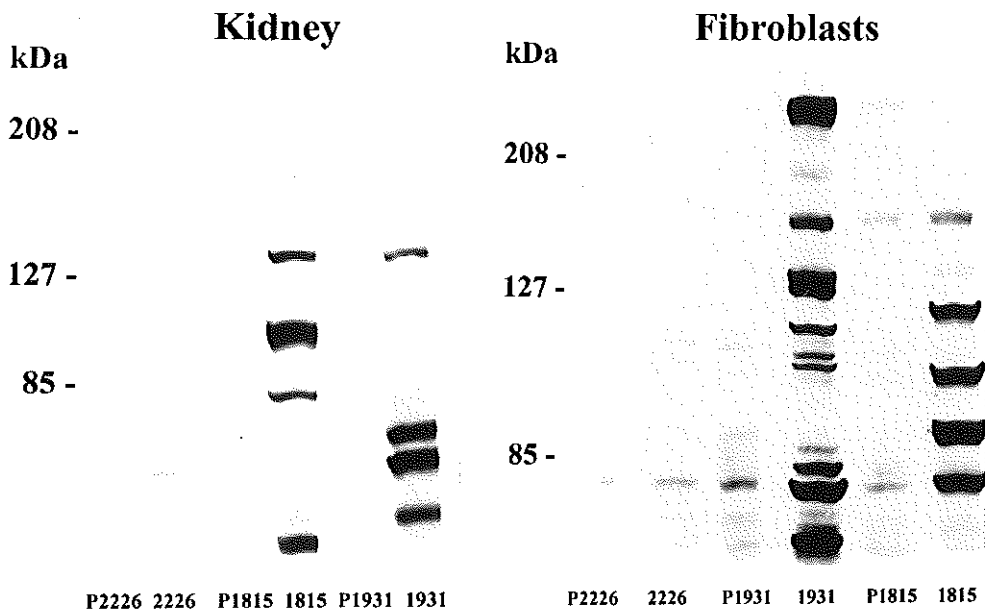 Kidney
kDa
208 -
127 -
85 -
P2226 2226 P1815 1815 P1931 1931
Fibroblasts
kDa
208 -
127 -
85 -
P2226 2226 P1931 1931 P1815 1815